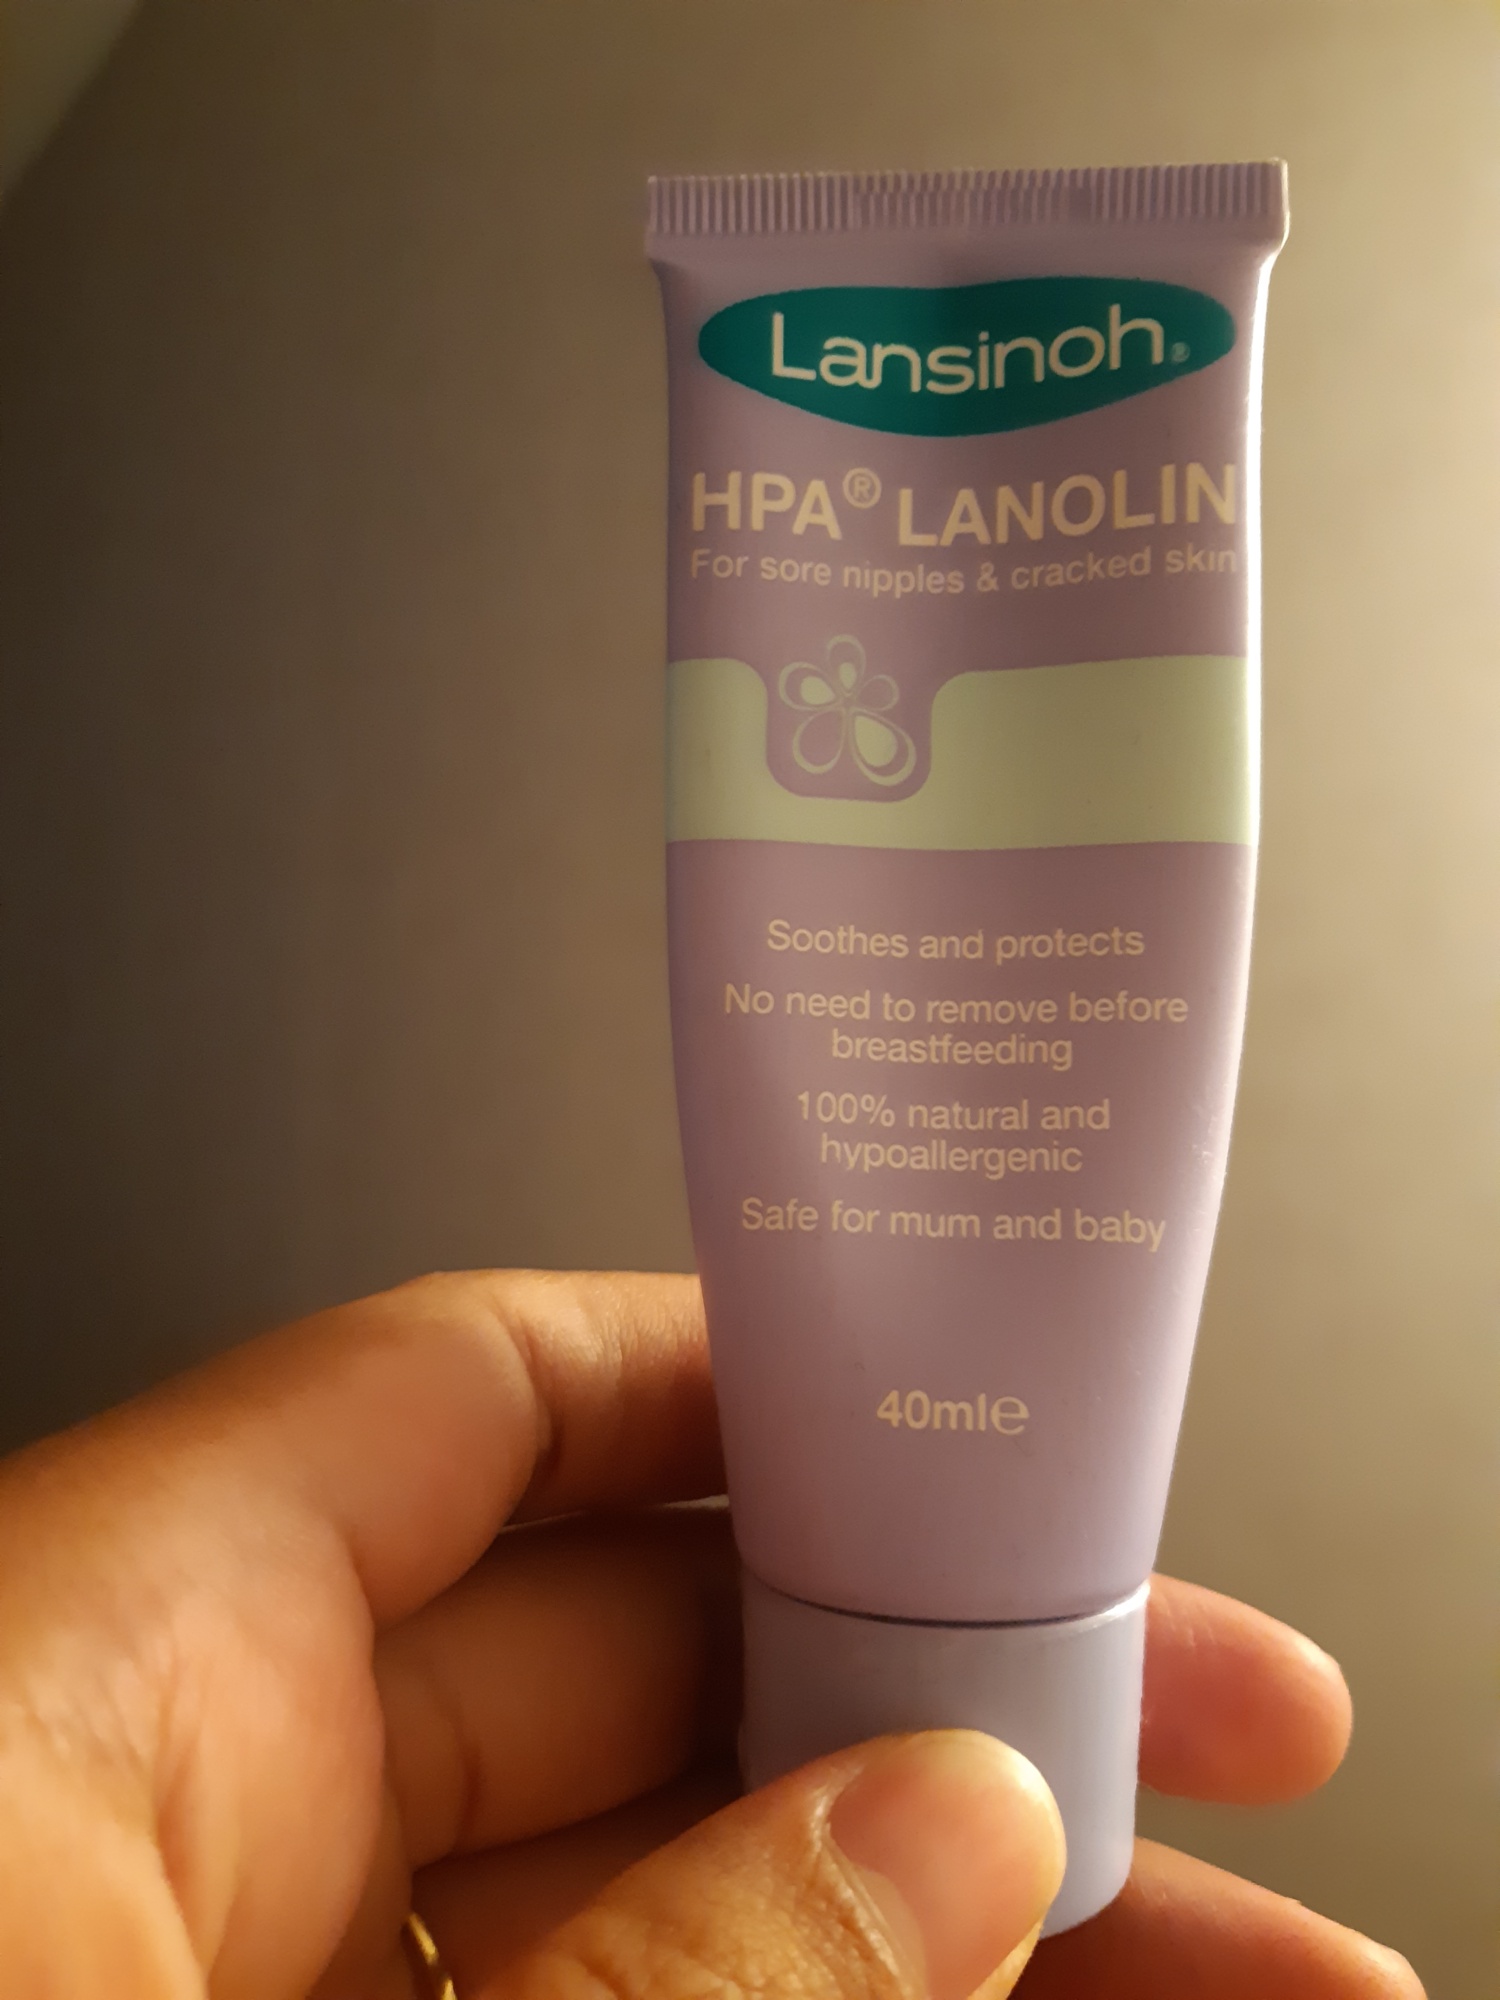 Lansinoh®
HPA® LANOLIN
For sore nipples & cracked skin
Soothes and protects
No need to remove before
breastfeeding
100% natural and
hypoallergenic
Safe for mum and baby
40ml℮